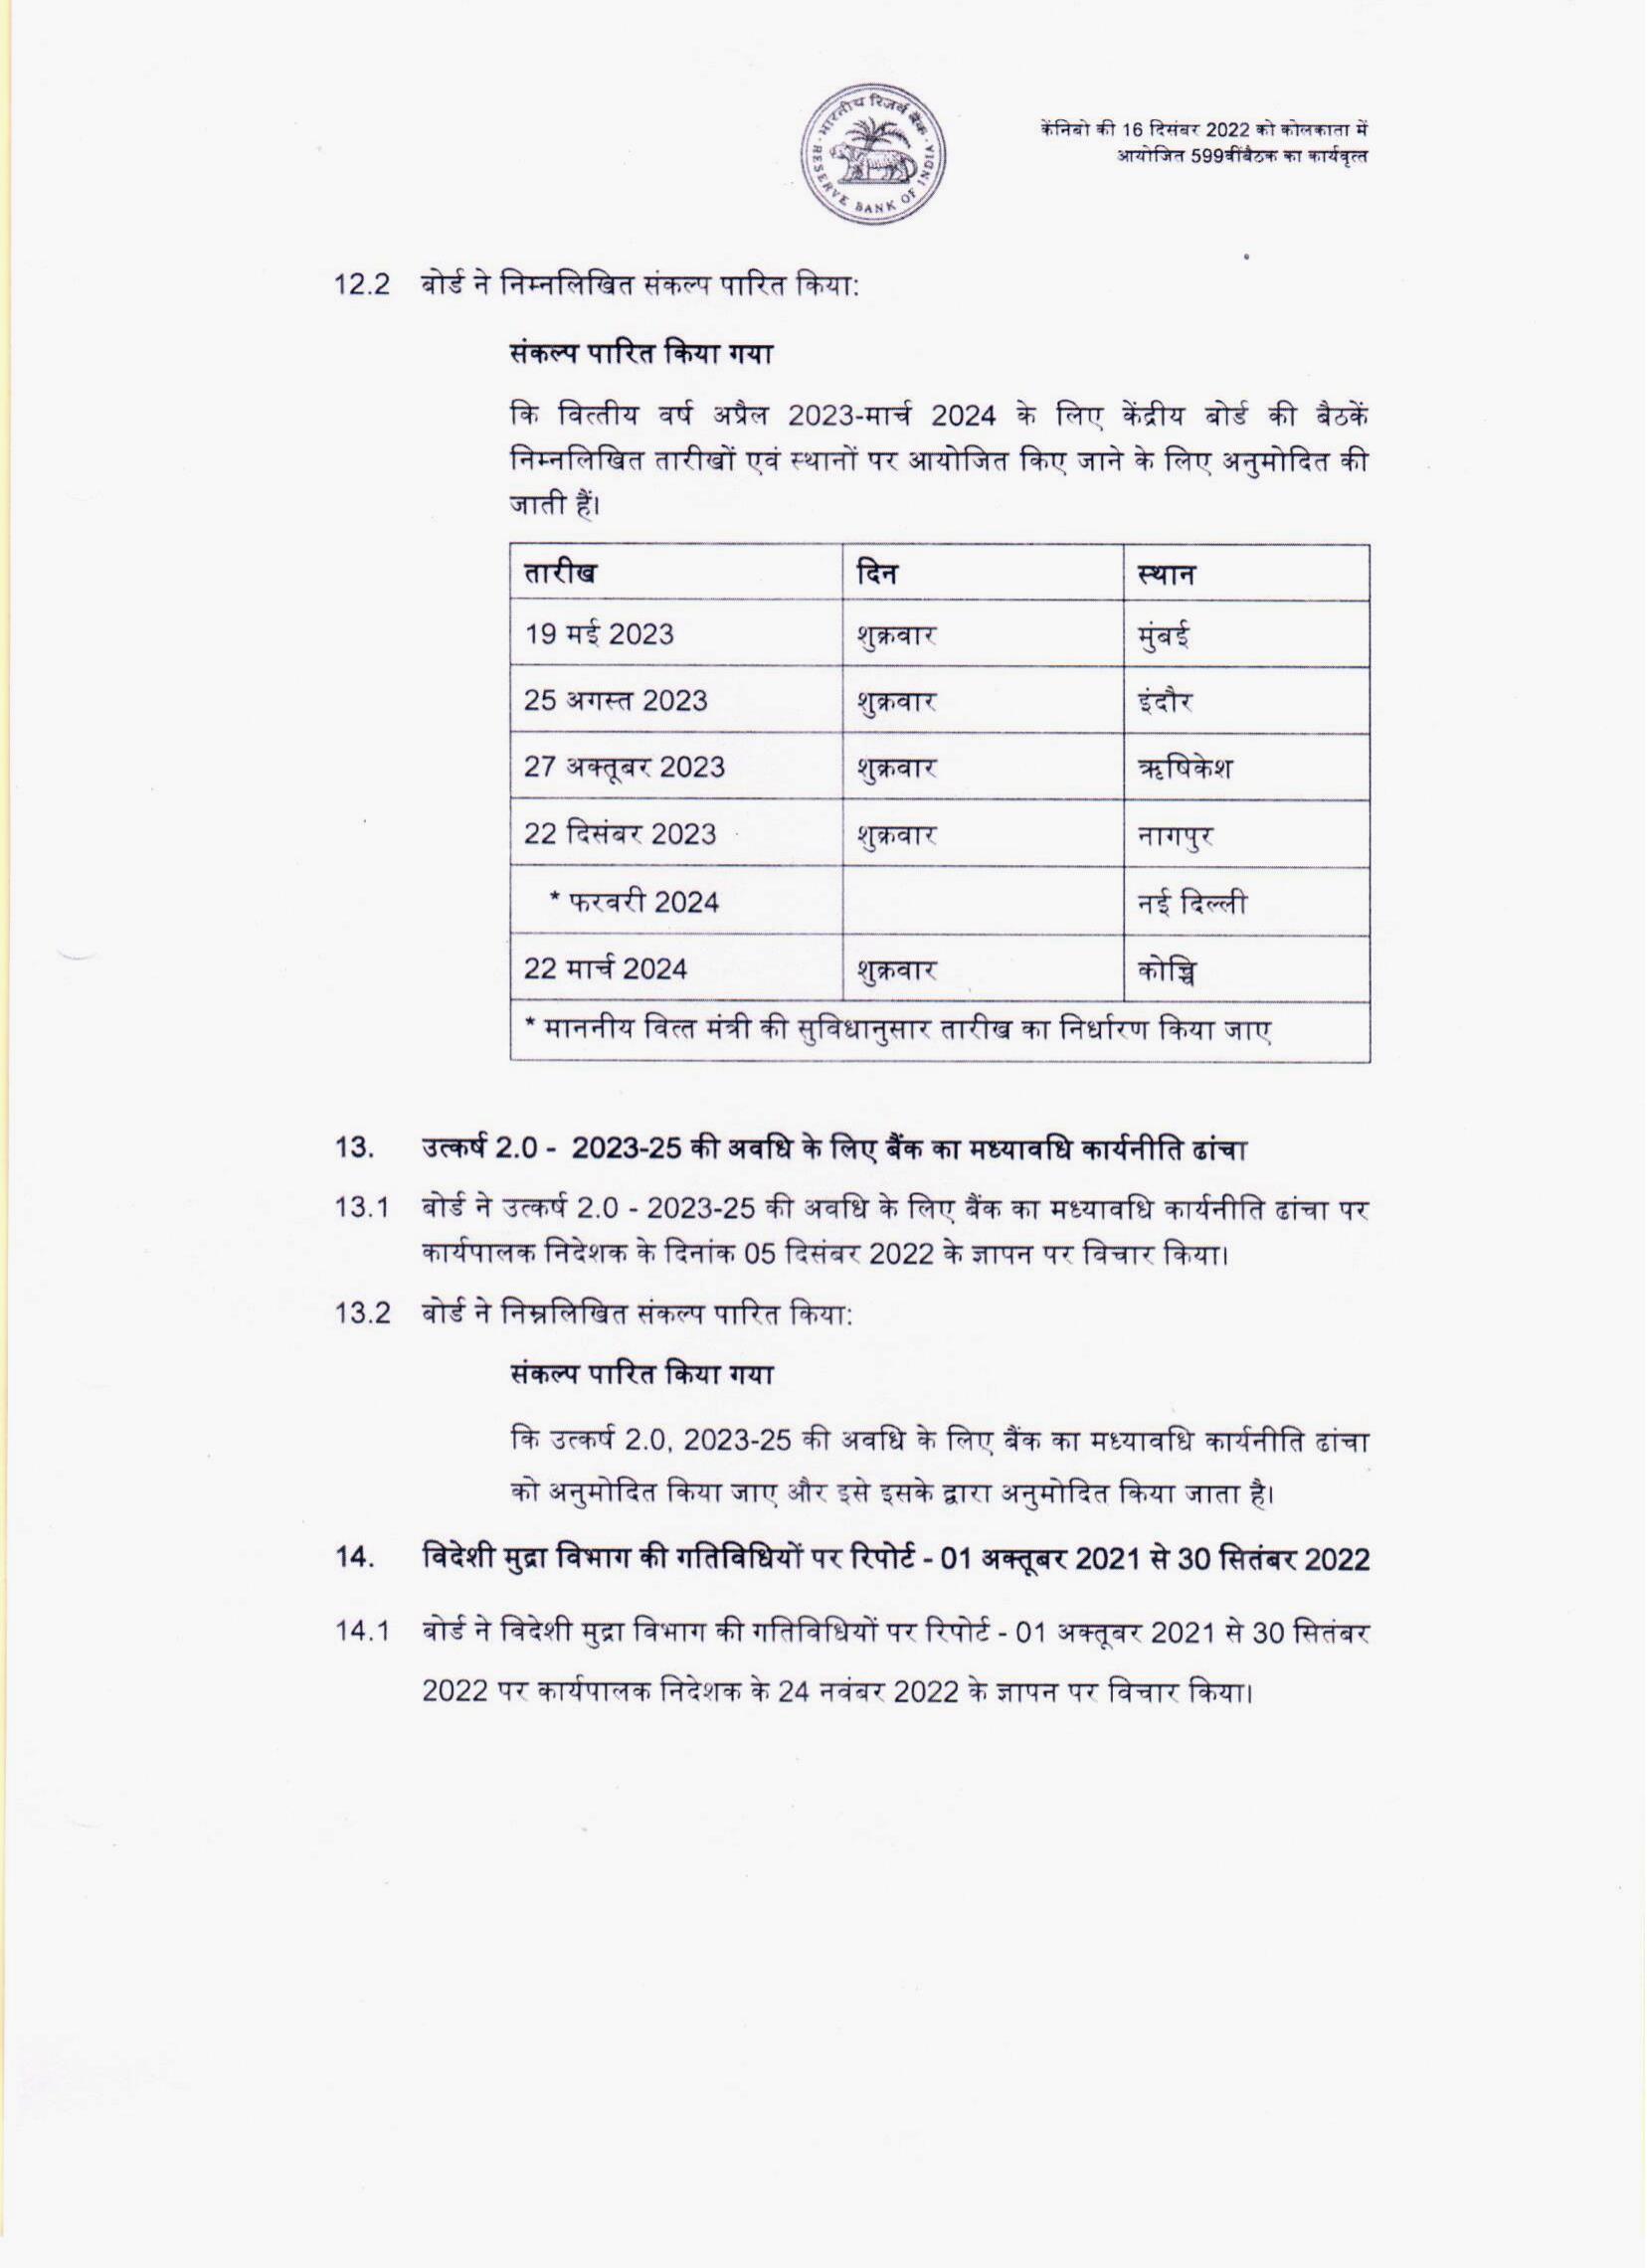 भारतीय रिज़र्व बैंक
RESERVE BANK OF INDIA
केंनिबो की 16 दिसंबर 2022 को कोलकाता में
आयोजित 599वींबैठक का कार्यवृत्त
12.2 बोर्ड ने निम्नलिखित संकल्प पारित किया:
संकल्प पारित किया गया
कि वित्तीय वर्ष अप्रैल 2023-मार्च 2024 के लिए केंद्रीय बोर्ड की बैठकें
निम्नलिखित तारीखों एवं स्थानों पर आयोजित किए जाने के लिए अनुमोदित की
जाती हैं।
तारीख दिन स्थान
19 मई 2023 शुक्रवार मुंबई
25 अगस्त 2023 शुक्रवार इंदौर
27 अक्तूबर 2023 शुक्रवार ऋषिकेश
22 दिसंबर 2023 शुक्रवार नागपुर
* फरवरी 2024 नई दिल्ली
22 मार्च 2024 शुक्रवार कोच्चि
* माननीय वित्त मंत्री की सुविधानुसार तारीख का निर्धारण किया जाए
13. उत्कर्ष 2.0 - 2023-25 की अवधि के लिए बैंक का मध्यावधि कार्यनीति ढांचा
13.1 बोर्ड ने उत्कर्ष 2.0 - 2023-25 की अवधि के लिए बैंक का मध्यावधि कार्यनीति ढांचा पर
कार्यपालक निदेशक के दिनांक 05 दिसंबर 2022 के ज्ञापन पर विचार किया।
13.2 बोर्ड ने निम्नलिखित संकल्प पारित किया:
संकल्प पारित किया गया
कि उत्कर्ष 2.0, 2023-25 की अवधि के लिए बैंक का मध्यावधि कार्यनीति ढांचा
को अनुमोदित किया जाए और इसे इसके द्वारा अनुमोदित किया जाता है।
14. विदेशी मुद्रा विभाग की गतिविधियों पर रिपोर्ट - 01 अक्तूबर 2021 से 30 सितंबर 2022
14.1 बोर्ड ने विदेशी मुद्रा विभाग की गतिविधियों पर रिपोर्ट - 01 अक्तूबर 2021 से 30 सितंबर
2022 पर कार्यपालक निदेशक के 24 नवंबर 2022 के ज्ञापन पर विचार किया।